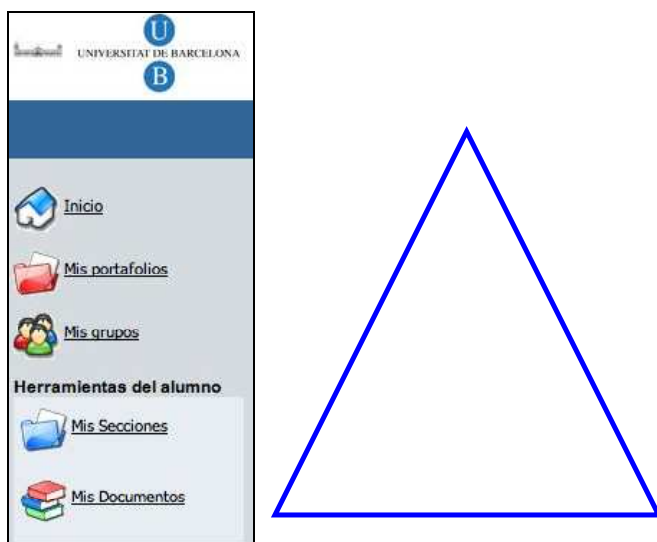 U
UNIVERSITAT DE BARCELONA
B
Inicio
Mis portafolios
Mis grupos
Herramientas del alumno
Mis Secciones
Mis Documentos